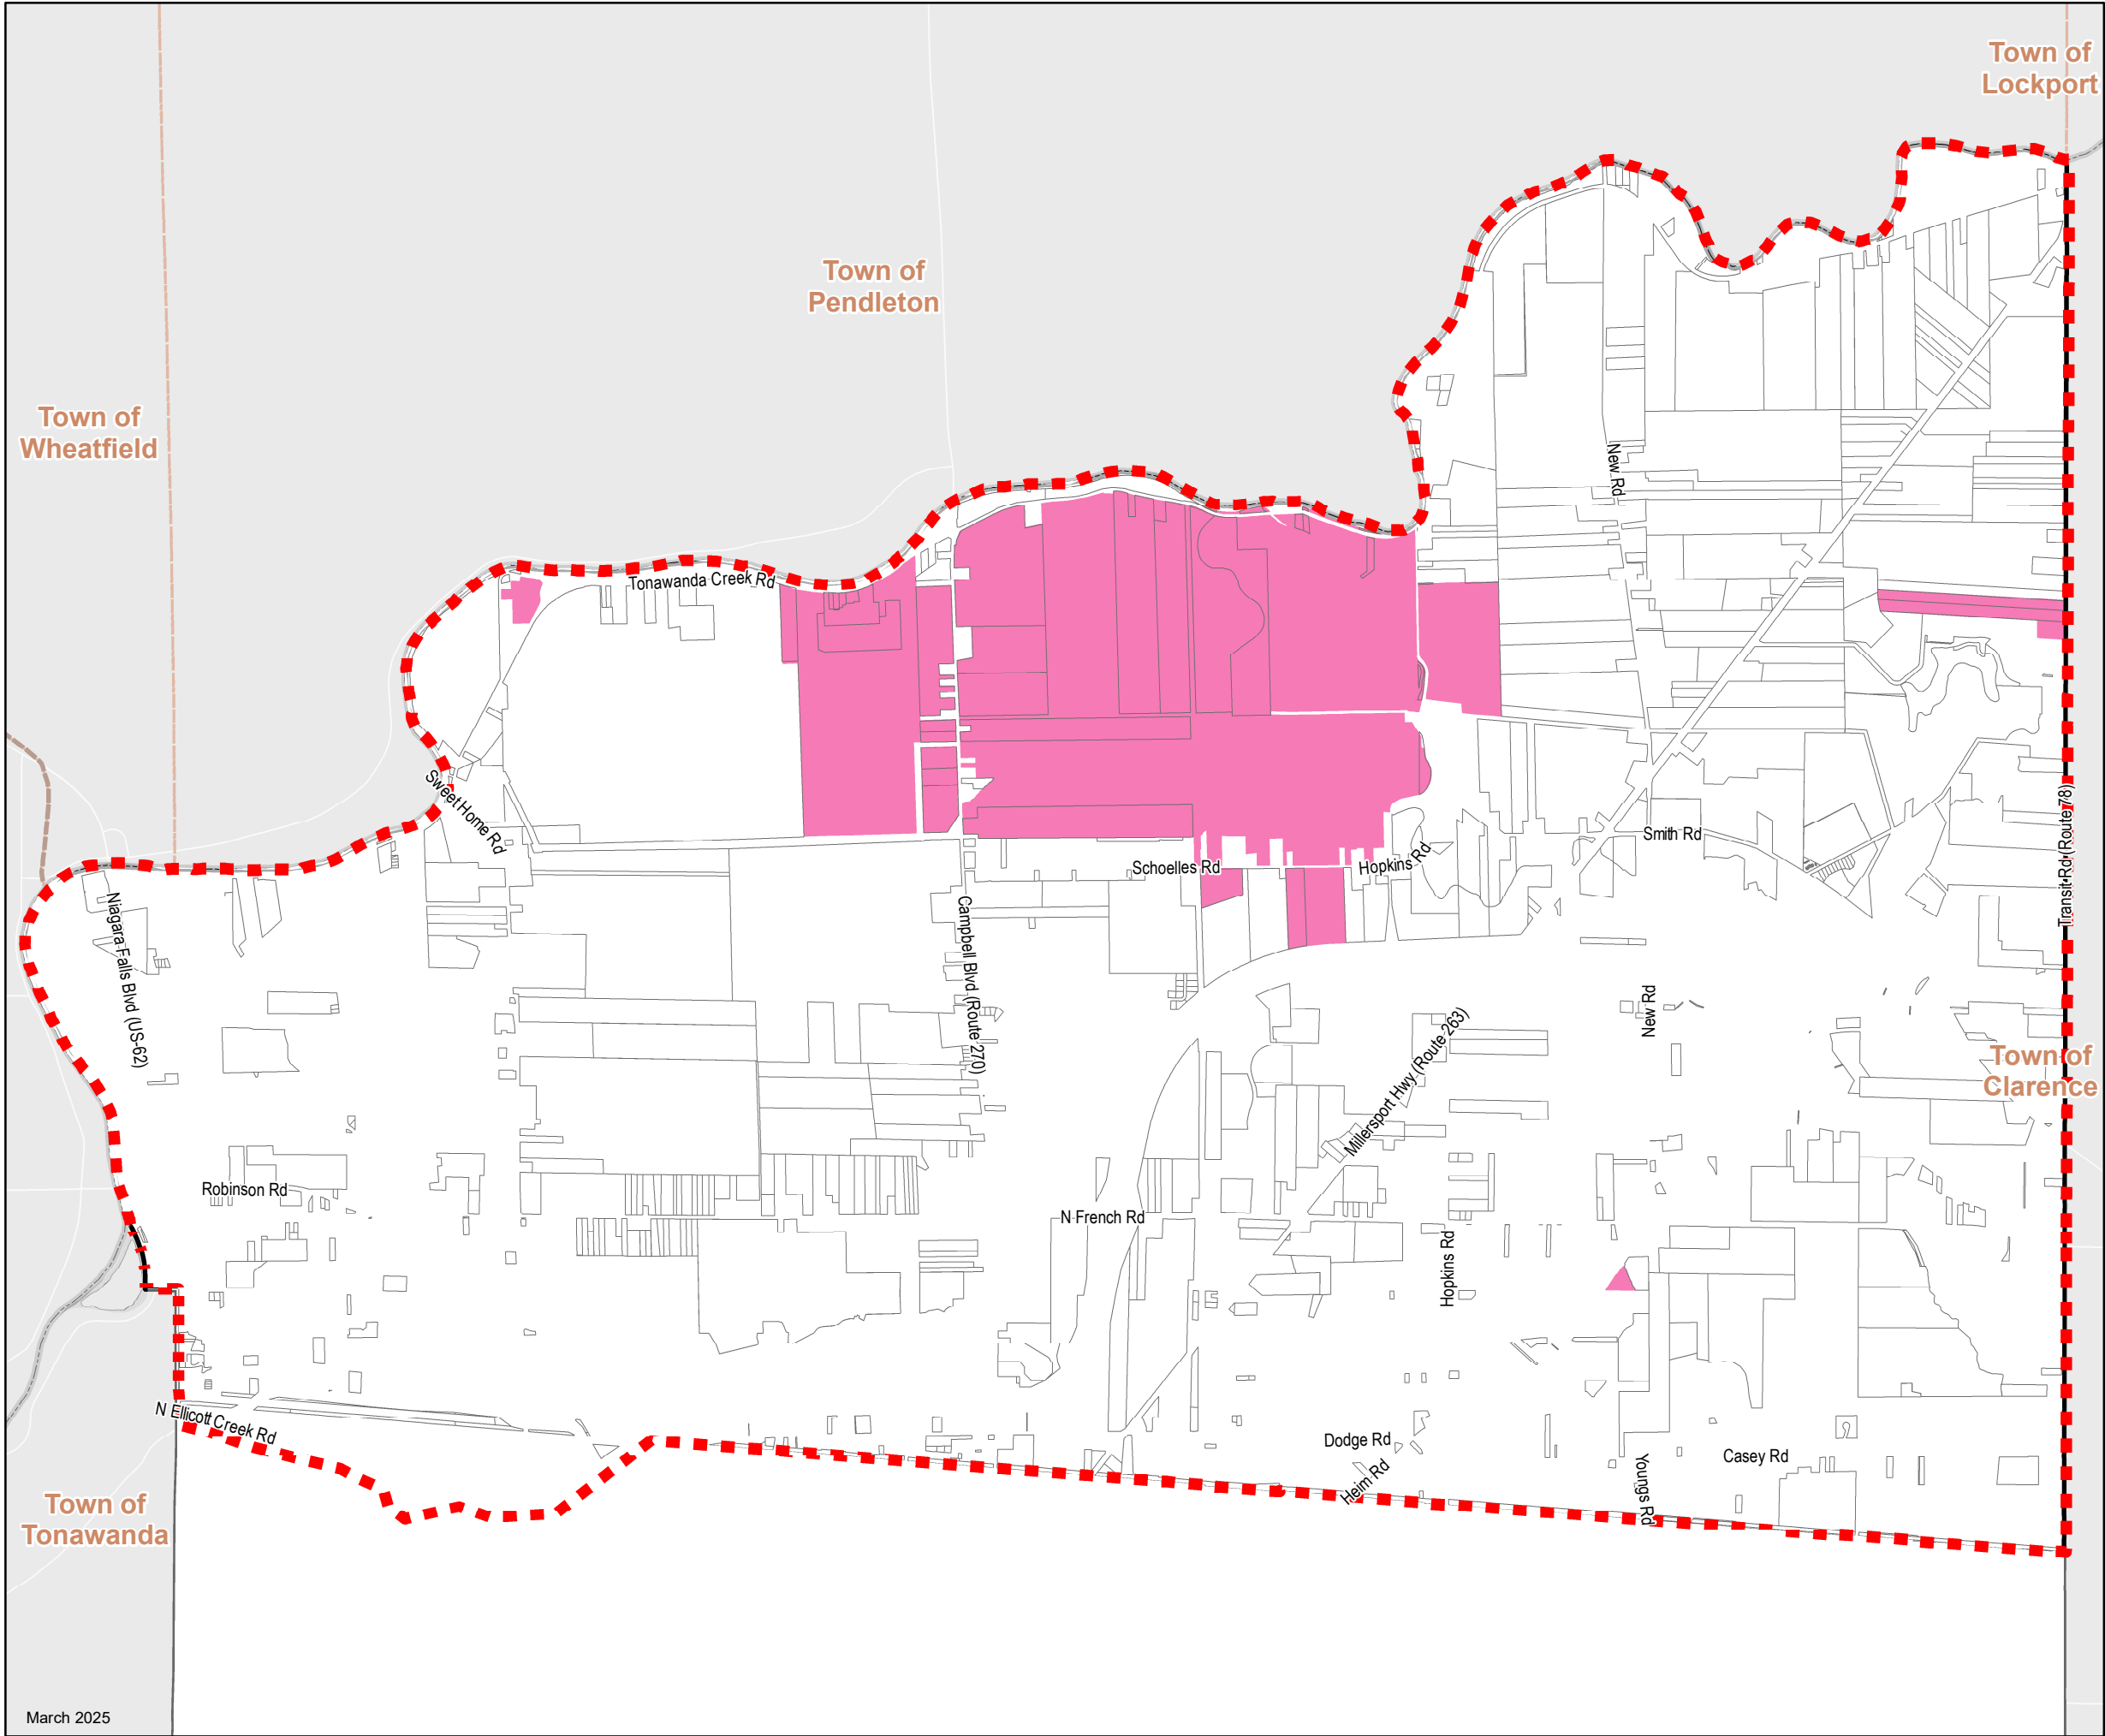 Town of
Lockport
Town of
Pendleton
Town of
Wheatfield
New Rd
Tonawanda Creek Rd
Sweet Home Rd
Smith Rd
Transit Rd (Route 78)
Schoelles Rd
Hopkins Rd
Niagara Falls Blvd (US-62)
Campbell Blvd (Route 270)
New Rd
Millersport Hwy (Route 263)
Town of
Clarence
Robinson Rd
N French Rd
Hopkins Rd
N Ellicott Creek Rd
Dodge Rd
Heim Rd
Youngs Rd
Casey Rd
Town of
Tonawanda
March 2025